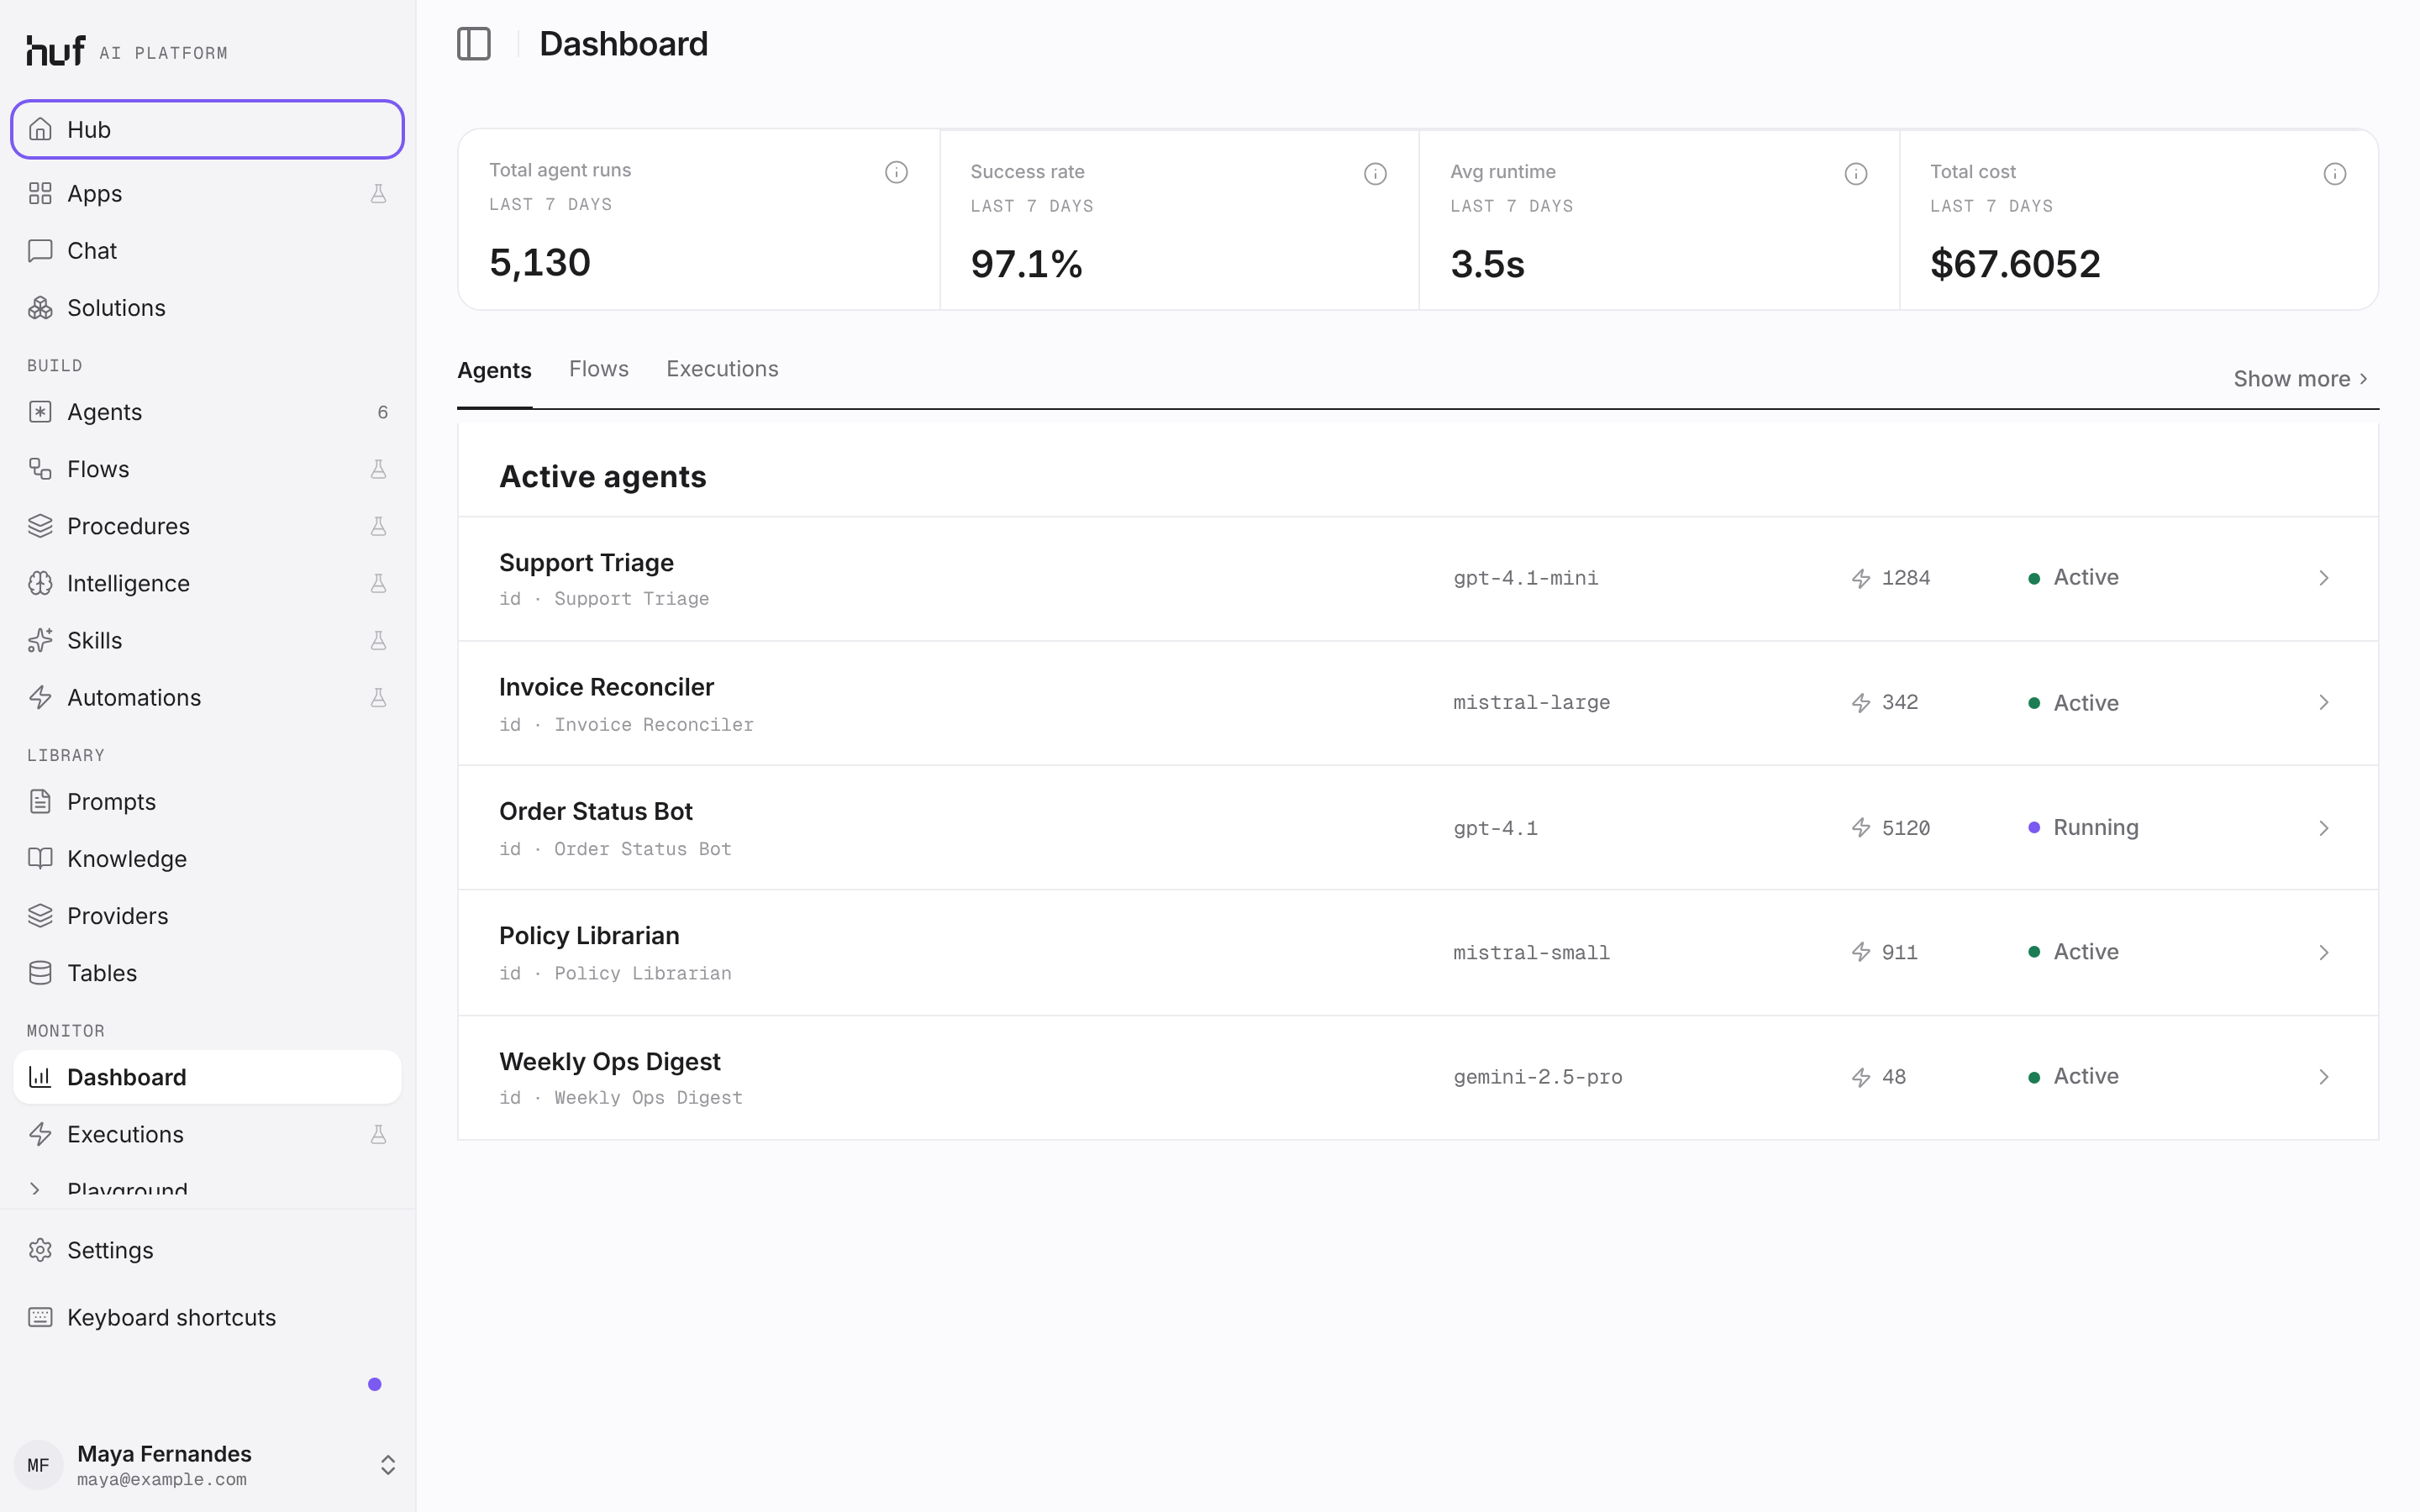 huf AI PLATFORM
Hub
Apps
Chat
Solutions
BUILD
Agents 6
Flows
Procedures
Intelligence
Skills
Automations
LIBRARY
Prompts
Knowledge
Providers
Tables
MONITOR
Dashboard
Executions
Playground
Settings
Keyboard shortcuts
MF
Maya Fernandes
maya@example.com
Dashboard
Total agent runs
LAST 7 DAYS
5,130
Success rate
LAST 7 DAYS
97.1%
Avg runtime
LAST 7 DAYS
3.5s
Total cost
LAST 7 DAYS
$67.6052
Agents Flows Executions Show more
Active agents
Support Triage
id · Support Triage
gpt-4.1-mini 1284 Active
Invoice Reconciler
id · Invoice Reconciler
mistral-large 342 Active
Order Status Bot
id · Order Status Bot
gpt-4.1 5120 Running
Policy Librarian
id · Policy Librarian
mistral-small 911 Active
Weekly Ops Digest
id · Weekly Ops Digest
gemini-2.5-pro 48 Active